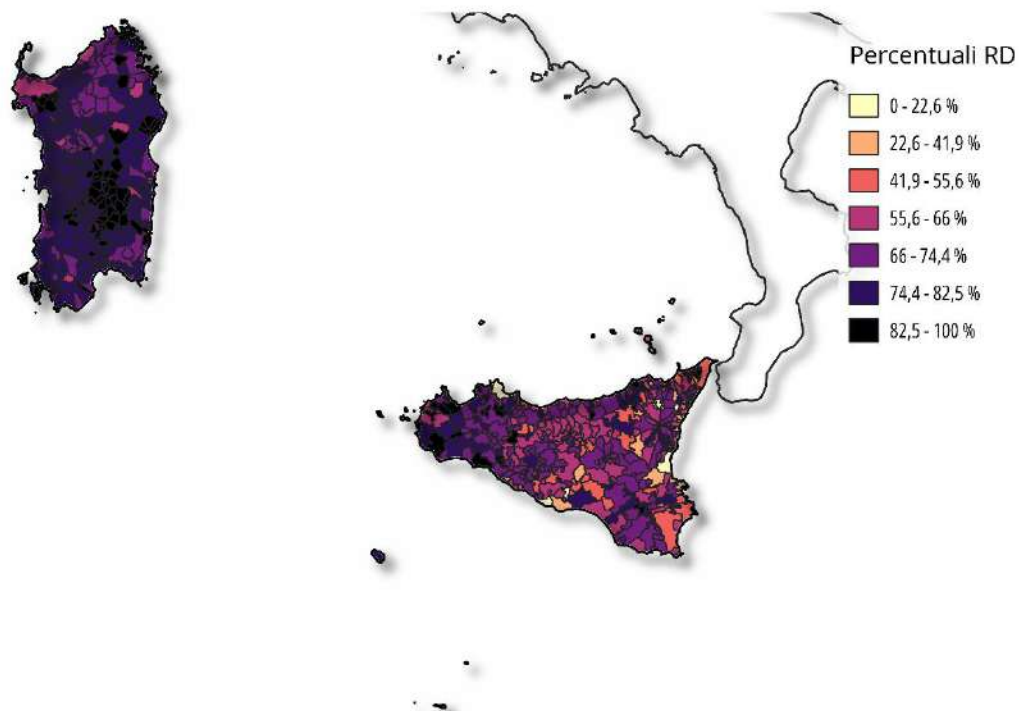 Percentuali RD
0 - 22,6 %
22,6 - 41,9 %
41,9 - 55,6 %
55,6 - 66 %
66 - 74,4 %
74,4 - 82,5 %
82,5 - 100 %